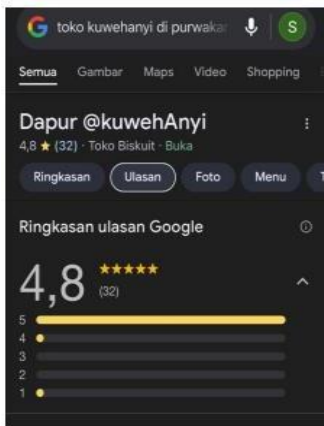 toko kuwehanyi di purwakar
S
Semua Gambar Maps Video Shopping
Dapur @kuwehAnyi
4,8 ★ (32) · Toko Biskuit · Buka
Ringkasan Ulasan Foto Menu
Ringkasan ulasan Google
4,8 ★★★★★
(32)
5
4
3
2
1